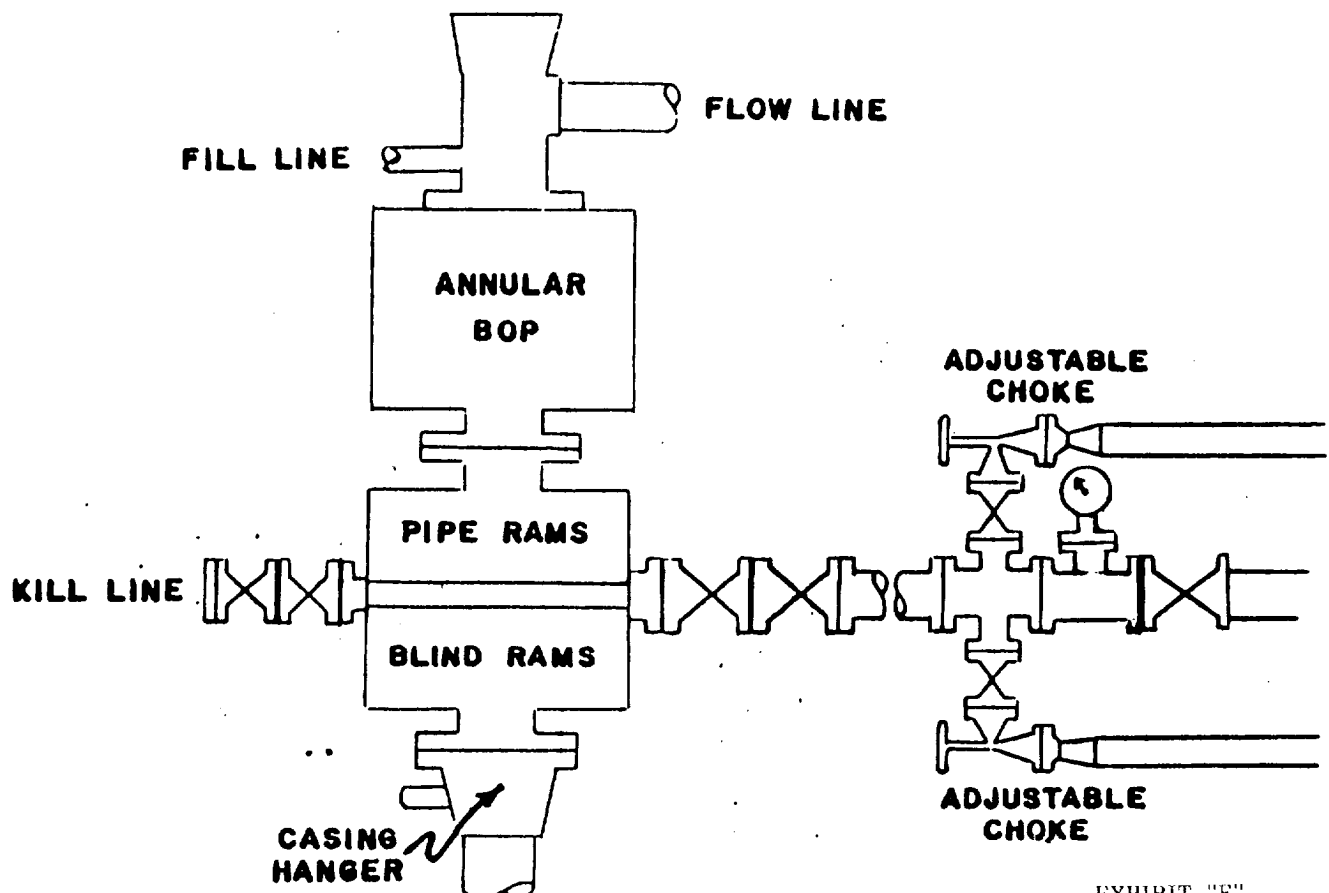 FLOW LINE
FILL LINE
ANNULAR
BOP
ADJUSTABLE
CHOKE
PIPE RAMS
KILL LINE
BLIND RAMS
ADJUSTABLE
CHOKE
CASING
HANGER
EXHIBIT "E"